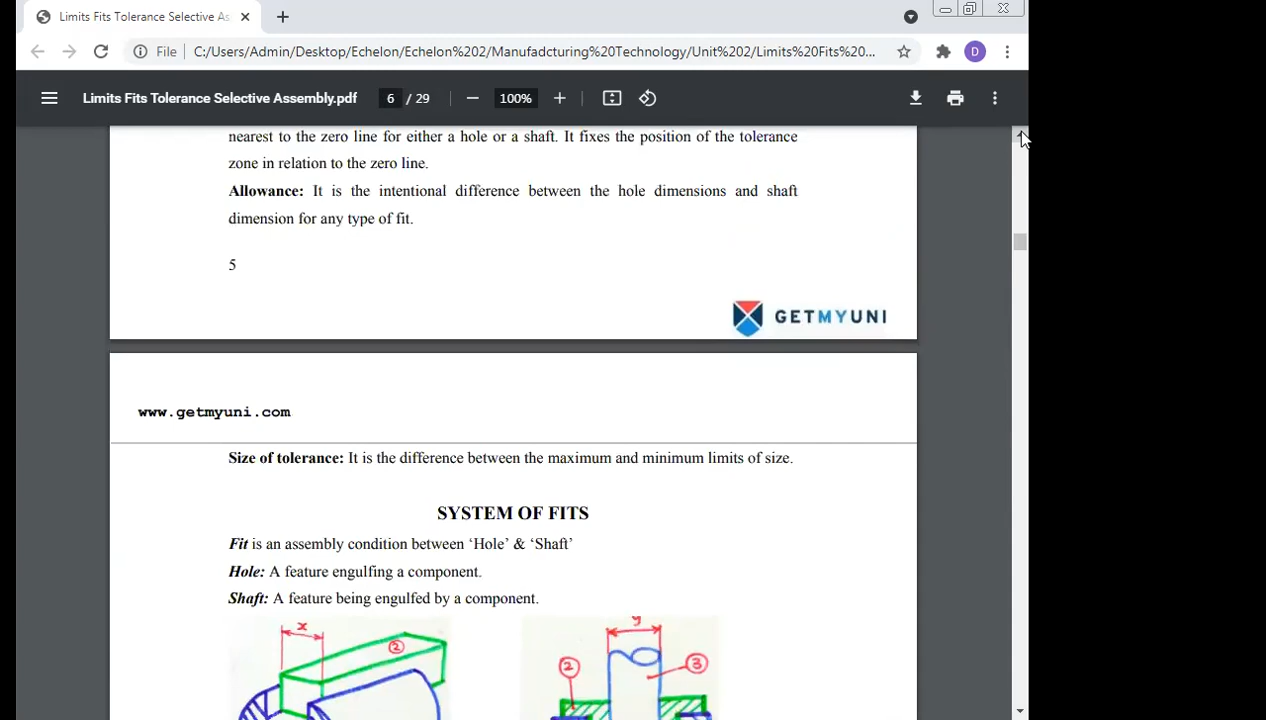 Limits Fits Tolerance Selective As
File C:/Users/Admin/Desktop/Echelon/Echelon%202/Manufadcturing%20Technology/Unit%202/Limits%20Fits%20... D
Limits Fits Tolerance Selective Assembly.pdf 6 / 29 100%
nearest to the zero line for either a hole or a shaft. It fixes the position of the tolerance
zone in relation to the zero line.
Allowance: It is the intentional difference between the hole dimensions and shaft
dimension for any type of fit.
5
GETMYUNI
www.getmyuni.com
Size of tolerance: It is the difference between the maximum and minimum limits of size.
SYSTEM OF FITS
Fit is an assembly condition between ‘Hole’ & ‘Shaft’
Hole: A feature engulfing a component.
Shaft: A feature being engulfed by a component.
x
2
y
2
3